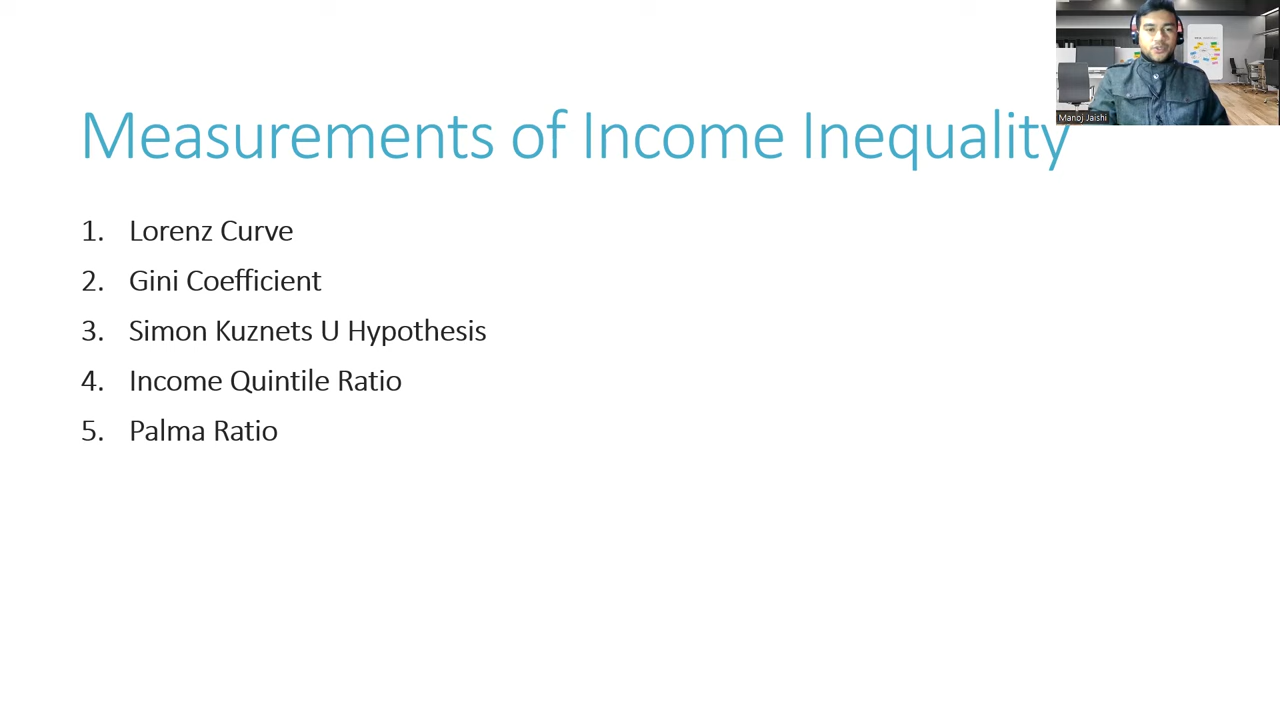 Measurements of Income Inequality
1. Lorenz Curve
2. Gini Coefficient
3. Simon Kuznets U Hypothesis
4. Income Quintile Ratio
5. Palma Ratio
Manoj Jaishi